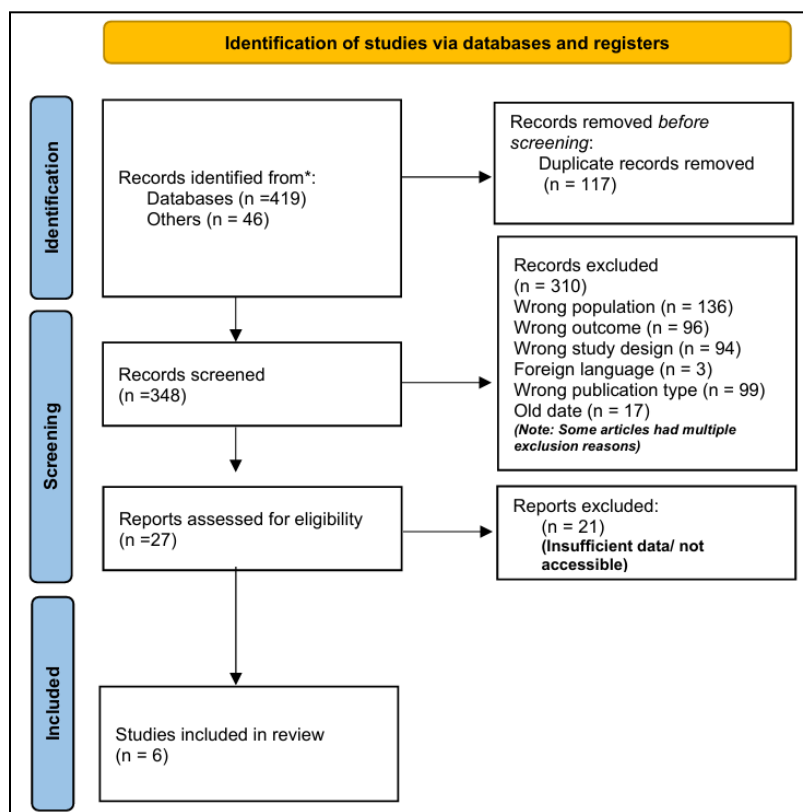 Identification of studies via databases and registers
Identification
Records identified from*:
Databases (n =419)
Others (n = 46)
Records removed before
screening:
Duplicate records removed
(n = 117)
Screening
Records screened
(n =348)
Records excluded
(n = 310)
Wrong population (n = 136)
Wrong outcome (n = 96)
Wrong study design (n = 94)
Foreign language (n = 3)
Wrong publication type (n = 99)
Old date (n = 17)
(Note: Some articles had multiple
exclusion reasons)
Reports assessed for eligibility
(n =27)
Reports excluded:
(n = 21)
(Insufficient data/ not
accessible)
Included
Studies included in review
(n = 6)